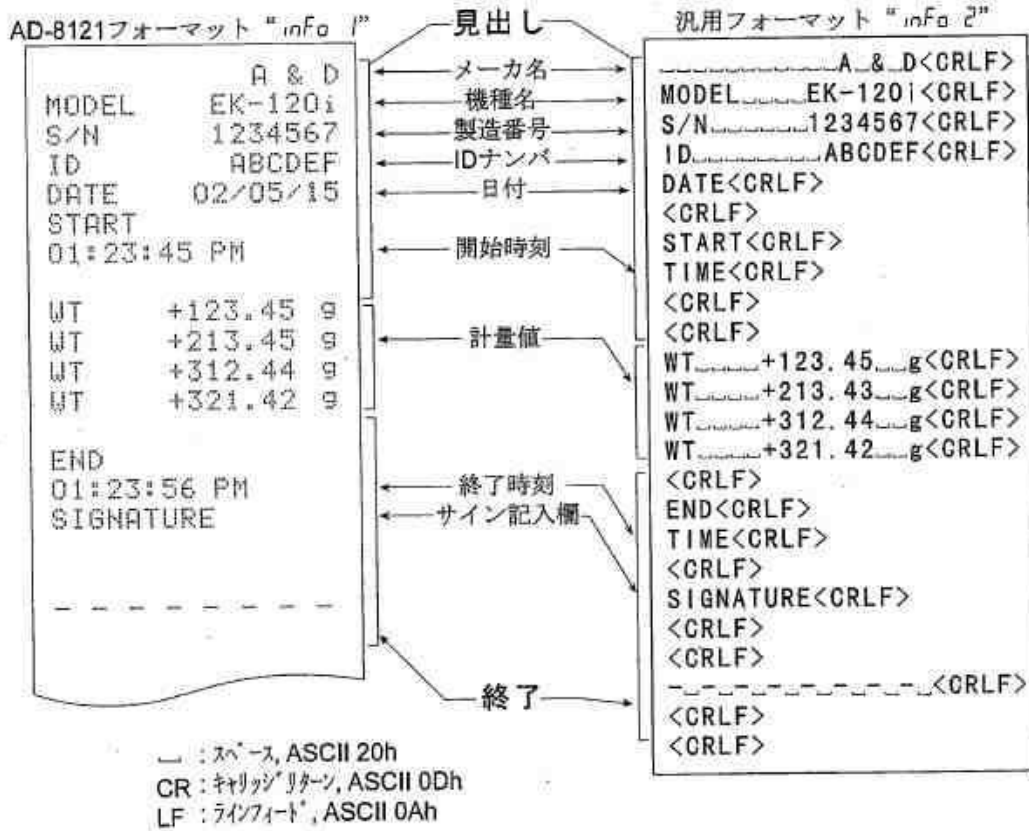 AD-8121フォーマット “inFo 1”
A & D
MODEL EK-120i
S/N 1234567
ID ABCDEF
DATE 02/05/15
START
01:23:45 PM
WT +123.45 g
WT +213.45 g
WT +312.44 g
WT +321.42 g
END
01:23:56 PM
SIGNATURE
- - - - - - - - -
見出し
メーカ名
機種名
製造番号
IDナンバ
日付
開始時刻
計量値
終了時刻
サイン記入欄
終了
汎用フォーマット “inFo 2”
␣␣␣␣␣␣␣␣␣␣␣A␣&␣D<CRLF>
MODEL␣␣␣␣EK-120i<CRLF>
S/N␣␣␣␣␣␣1234567<CRLF>
ID␣␣␣␣␣␣␣␣ABCDEF<CRLF>
DATE<CRLF>
<CRLF>
START<CRLF>
TIME<CRLF>
<CRLF>
<CRLF>
WT␣␣␣␣␣+123.45␣␣g<CRLF>
WT␣␣␣␣␣+213.43␣␣g<CRLF>
WT␣␣␣␣␣+312.44␣␣g<CRLF>
WT␣␣␣␣␣+321.42␣␣g<CRLF>
<CRLF>
END<CRLF>
TIME<CRLF>
<CRLF>
SIGNATURE<CRLF>
<CRLF>
<CRLF>
-␣-␣-␣-␣-␣-␣-␣-␣<CRLF>
<CRLF>
<CRLF>
␣ : スペース, ASCII 20h
CR : キャリッジリターン, ASCII 0Dh
LF : ラインフィード, ASCII 0Ah